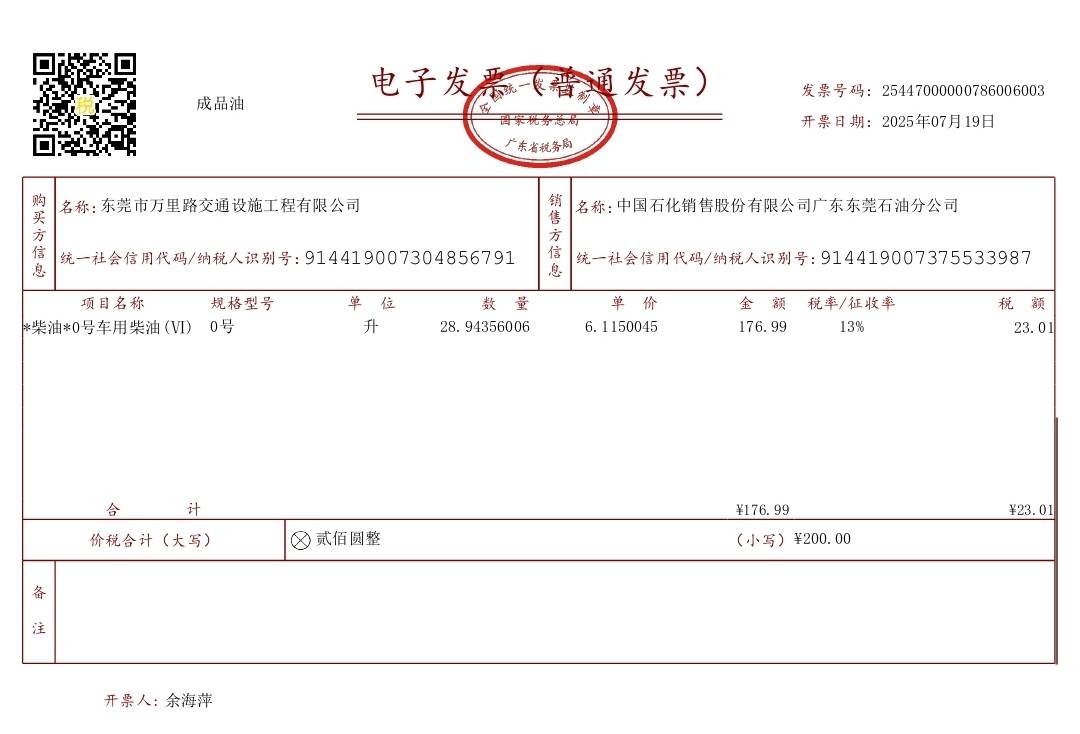 成品油
电子发票（普通发票）
全国统一发票监制章
国家税务总局
广东省税务局
发票号码：25447000000786006003
开票日期：2025年07月19日
购买方信息
名称：东莞市万里路交通设施工程有限公司
统一社会信用代码/纳税人识别号：914419007304856791
销售方信息
名称：中国石化销售股份有限公司广东东莞石油分公司
统一社会信用代码/纳税人识别号：914419007375533987
项目名称 规格型号 单位 数量 单价 金额 税率/征收率 税额
*柴油*0号车用柴油(Ⅵ) 0号 升 28.94356006 6.1150045 176.99 13% 23.01
合计 ¥176.99 ¥23.01
价税合计（大写） 贰佰圆整 （小写）¥200.00
备注
开票人：余海萍
税